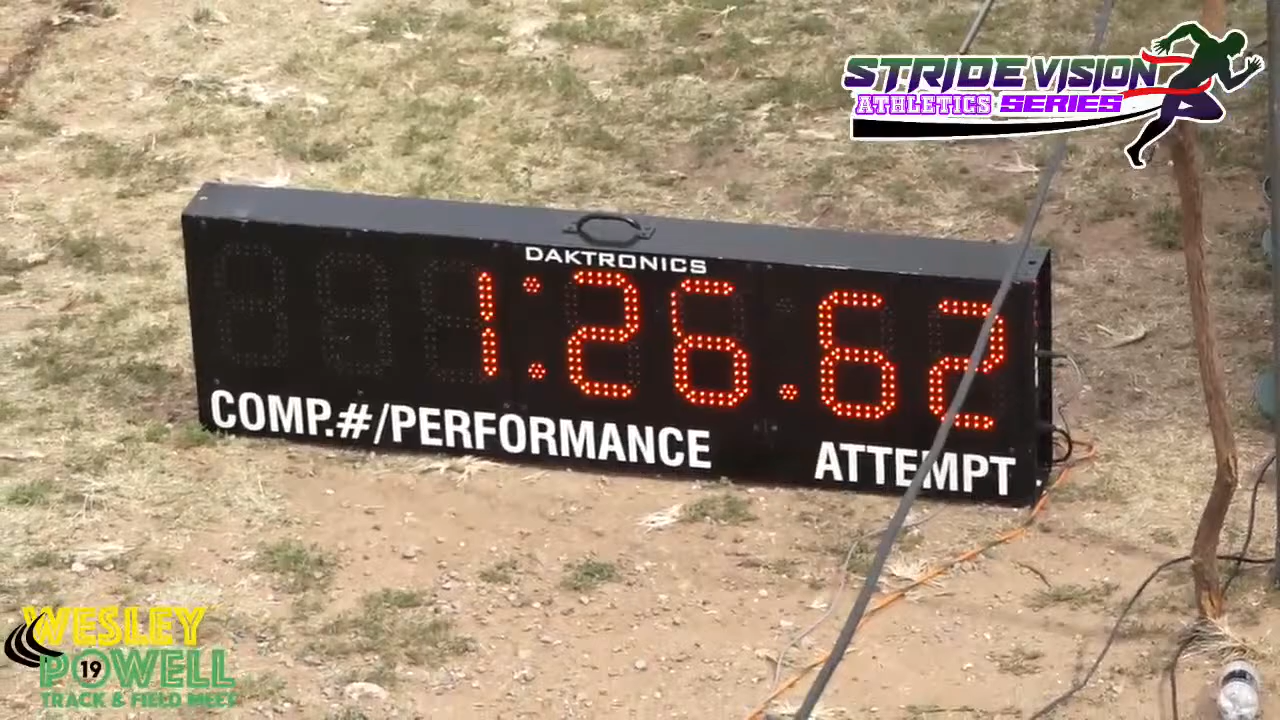 STRIDE VISION
ATHLETICS SERIES
DAKTRONICS
1:26.62
COMP.#/PERFORMANCE
ATTEMPT
WESLEY
POWELL
19
TRACK & FIELD MEET